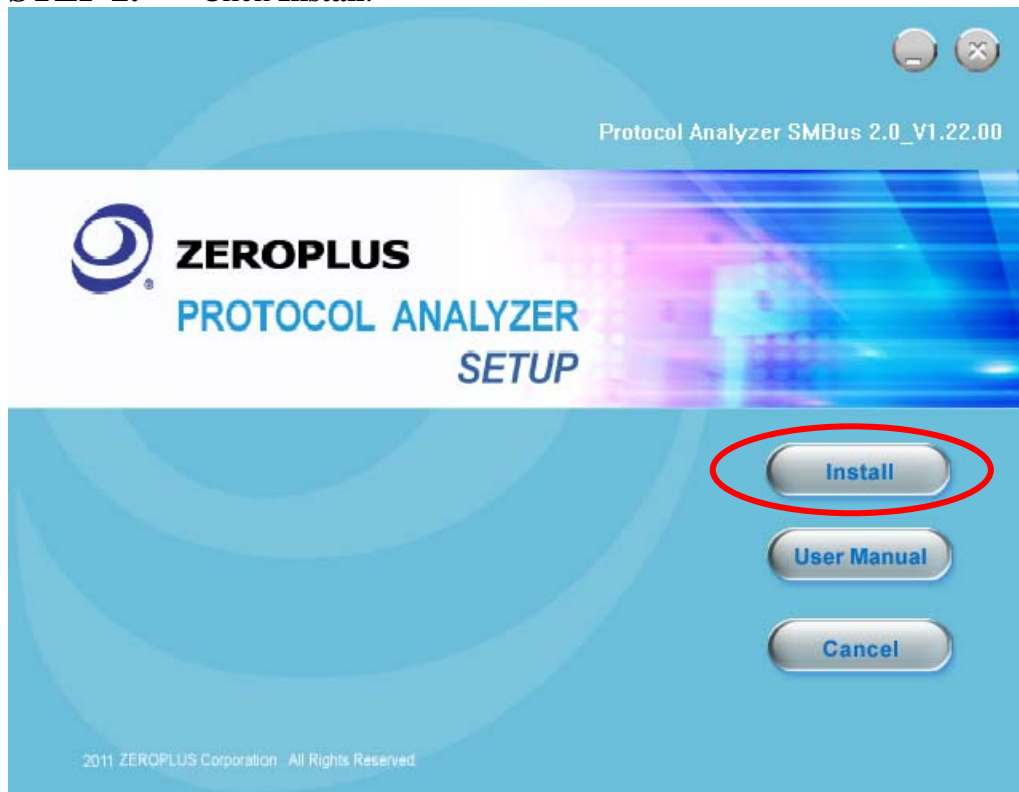 Protocol Analyzer SMBus 2.0_V1.22.00
ZEROPLUS
PROTOCOL ANALYZER
SETUP
Install
User Manual
Cancel
2011 ZEROPLUS Corporation All Rights Reserved